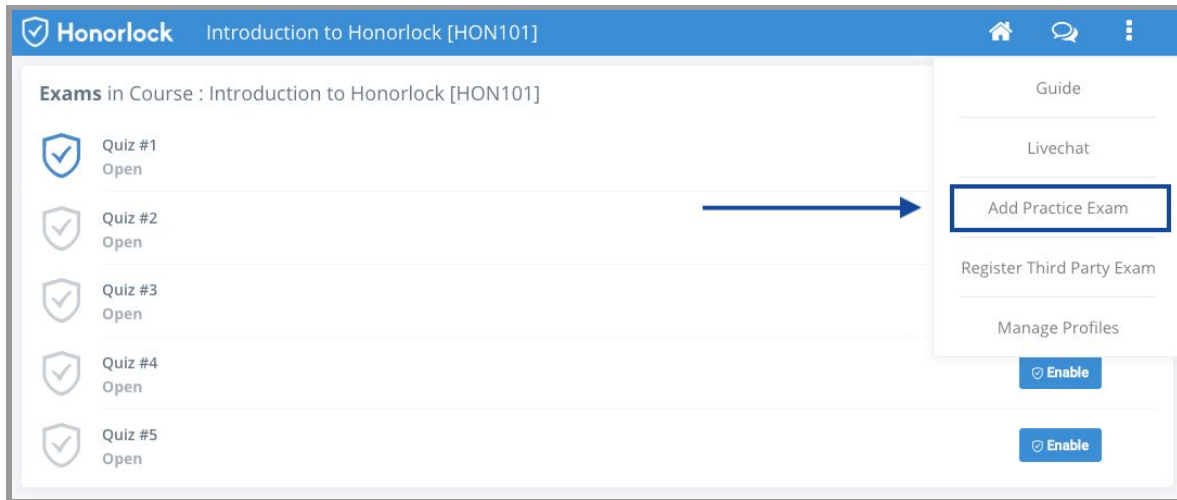 Honorlock Introduction to Honorlock [HON101]
Exams in Course : Introduction to Honorlock [HON101]
Quiz #1
Open
Quiz #2
Open
Quiz #3
Open
Quiz #4
Open
Enable
Quiz #5
Open
Enable
Guide
Livechat
Add Practice Exam
Register Third Party Exam
Manage Profiles